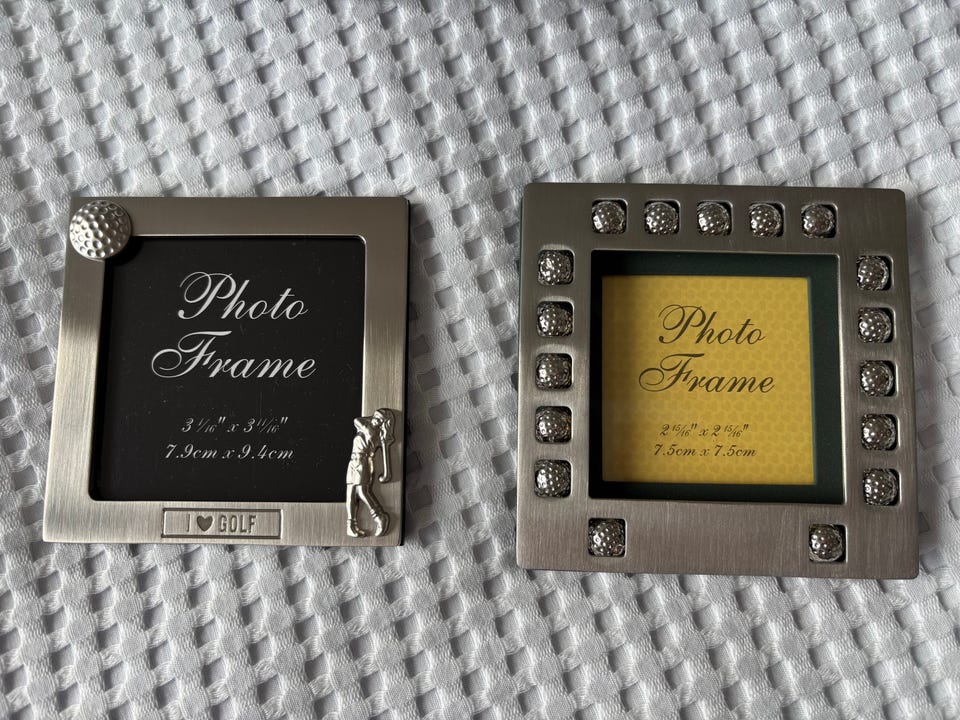 Photo
Frame
3 1/16" x 3 11/16"
7.9cm x 9.4cm
I ♥ GOLF
Photo
Frame
2 15/16" x 2 15/16"
7.5cm x 7.5cm